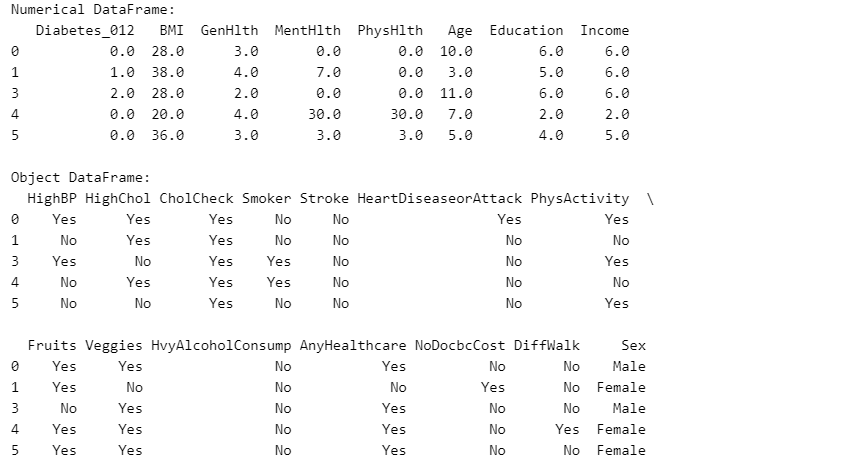 Numerical DataFrame:
Diabetes_012 BMI GenHlth MentHlth PhysHlth Age Education Income
0 0.0 28.0 3.0 0.0 0.0 10.0 6.0 6.0
1 1.0 38.0 4.0 7.0 0.0 3.0 5.0 6.0
3 2.0 28.0 2.0 0.0 0.0 11.0 6.0 6.0
4 0.0 20.0 4.0 30.0 30.0 7.0 2.0 2.0
5 0.0 36.0 3.0 3.0 3.0 5.0 4.0 5.0
Object DataFrame:
HighBP HighChol CholCheck Smoker Stroke HeartDiseaseorAttack PhysActivity \
0 Yes Yes Yes No No Yes Yes
1 No Yes Yes No No No No
3 Yes No Yes Yes No No Yes
4 No Yes Yes Yes No No No
5 No No Yes No No No Yes
Fruits Veggies HvyAlcoholConsump AnyHealthcare NoDocbcCost DiffWalk Sex
0 Yes Yes No Yes No No Male
1 Yes No No No Yes No Female
3 No Yes No Yes No No Male
4 Yes Yes No Yes No Yes Female
5 Yes Yes No Yes No No Female